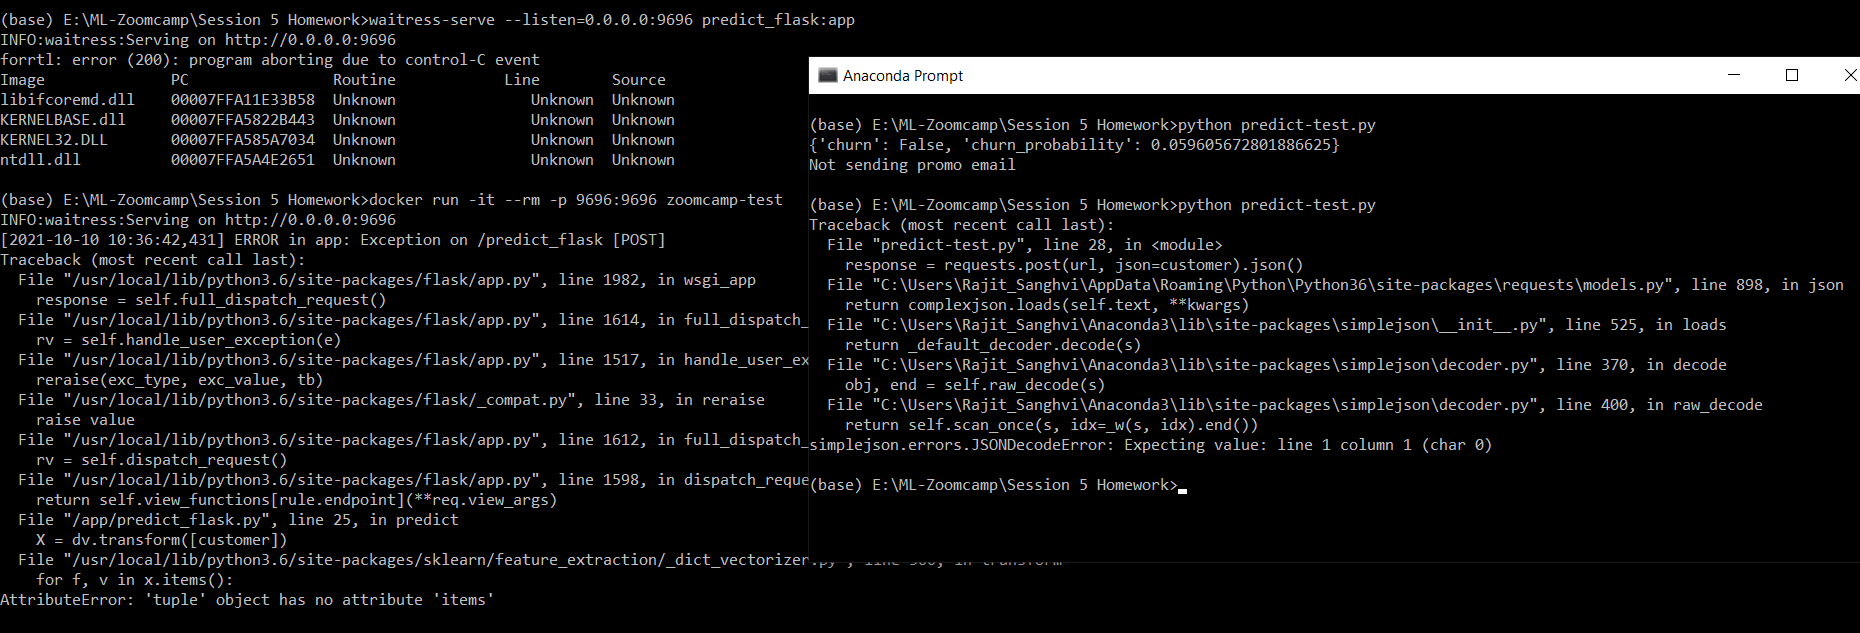 (base) E:\ML-Zoomcamp\Session 5 Homework>waitress-serve --listen=0.0.0.0:9696 predict_flask:app
INFO:waitress:Serving on http://0.0.0.0:9696
forrtl: error (200): program aborting due to control-C event
Image PC Routine Line Source
libifcoremd.dll 00007FFA11E33B58 Unknown Unknown Unknown
KERNELBASE.dll 00007FFA5822B443 Unknown Unknown Unknown
KERNEL32.DLL 00007FFA585A7034 Unknown Unknown Unknown
ntdll.dll 00007FFA5A4E2651 Unknown Unknown Unknown
(base) E:\ML-Zoomcamp\Session 5 Homework>docker run -it --rm -p 9696:9696 zoomcamp-test
INFO:waitress:Serving on http://0.0.0.0:9696
[2021-10-10 10:36:42,431] ERROR in app: Exception on /predict_flask [POST]
Traceback (most recent call last):
File "/usr/local/lib/python3.6/site-packages/flask/app.py", line 1982, in wsgi_app
response = self.full_dispatch_request()
File "/usr/local/lib/python3.6/site-packages/flask/app.py", line 1614, in full_dispatch_
rv = self.handle_user_exception(e)
File "/usr/local/lib/python3.6/site-packages/flask/app.py", line 1517, in handle_user_ex
reraise(exc_type, exc_value, tb)
File "/usr/local/lib/python3.6/site-packages/flask/_compat.py", line 33, in reraise
raise value
File "/usr/local/lib/python3.6/site-packages/flask/app.py", line 1612, in full_dispatch_
rv = self.dispatch_request()
File "/usr/local/lib/python3.6/site-packages/flask/app.py", line 1598, in dispatch_reque
return self.view_functions[rule.endpoint](**req.view_args)
File "/app/predict_flask.py", line 25, in predict
X = dv.transform([customer])
File "/usr/local/lib/python3.6/site-packages/sklearn/feature_extraction/_dict_vectorizer
for f, v in x.items():
AttributeError: 'tuple' object has no attribute 'items'
Anaconda Prompt
(base) E:\ML-Zoomcamp\Session 5 Homework>python predict-test.py
{'churn': False, 'churn_probability': 0.059605672801886625}
Not sending promo email
(base) E:\ML-Zoomcamp\Session 5 Homework>python predict-test.py
Traceback (most recent call last):
File "predict-test.py", line 28, in <module>
response = requests.post(url, json=customer).json()
File "C:\Users\Rajit_Sanghvi\AppData\Roaming\Python\Python36\site-packages\requests\models.py", line 898, in json
return complexjson.loads(self.text, **kwargs)
File "C:\Users\Rajit_Sanghvi\Anaconda3\lib\site-packages\simplejson\__init__.py", line 525, in loads
return _default_decoder.decode(s)
File "C:\Users\Rajit_Sanghvi\Anaconda3\lib\site-packages\simplejson\decoder.py", line 370, in decode
obj, end = self.raw_decode(s)
File "C:\Users\Rajit_Sanghvi\Anaconda3\lib\site-packages\simplejson\decoder.py", line 400, in raw_decode
return self.scan_once(s, idx=_w(s, idx).end())
simplejson.errors.JSONDecodeError: Expecting value: line 1 column 1 (char 0)
(base) E:\ML-Zoomcamp\Session 5 Homework>